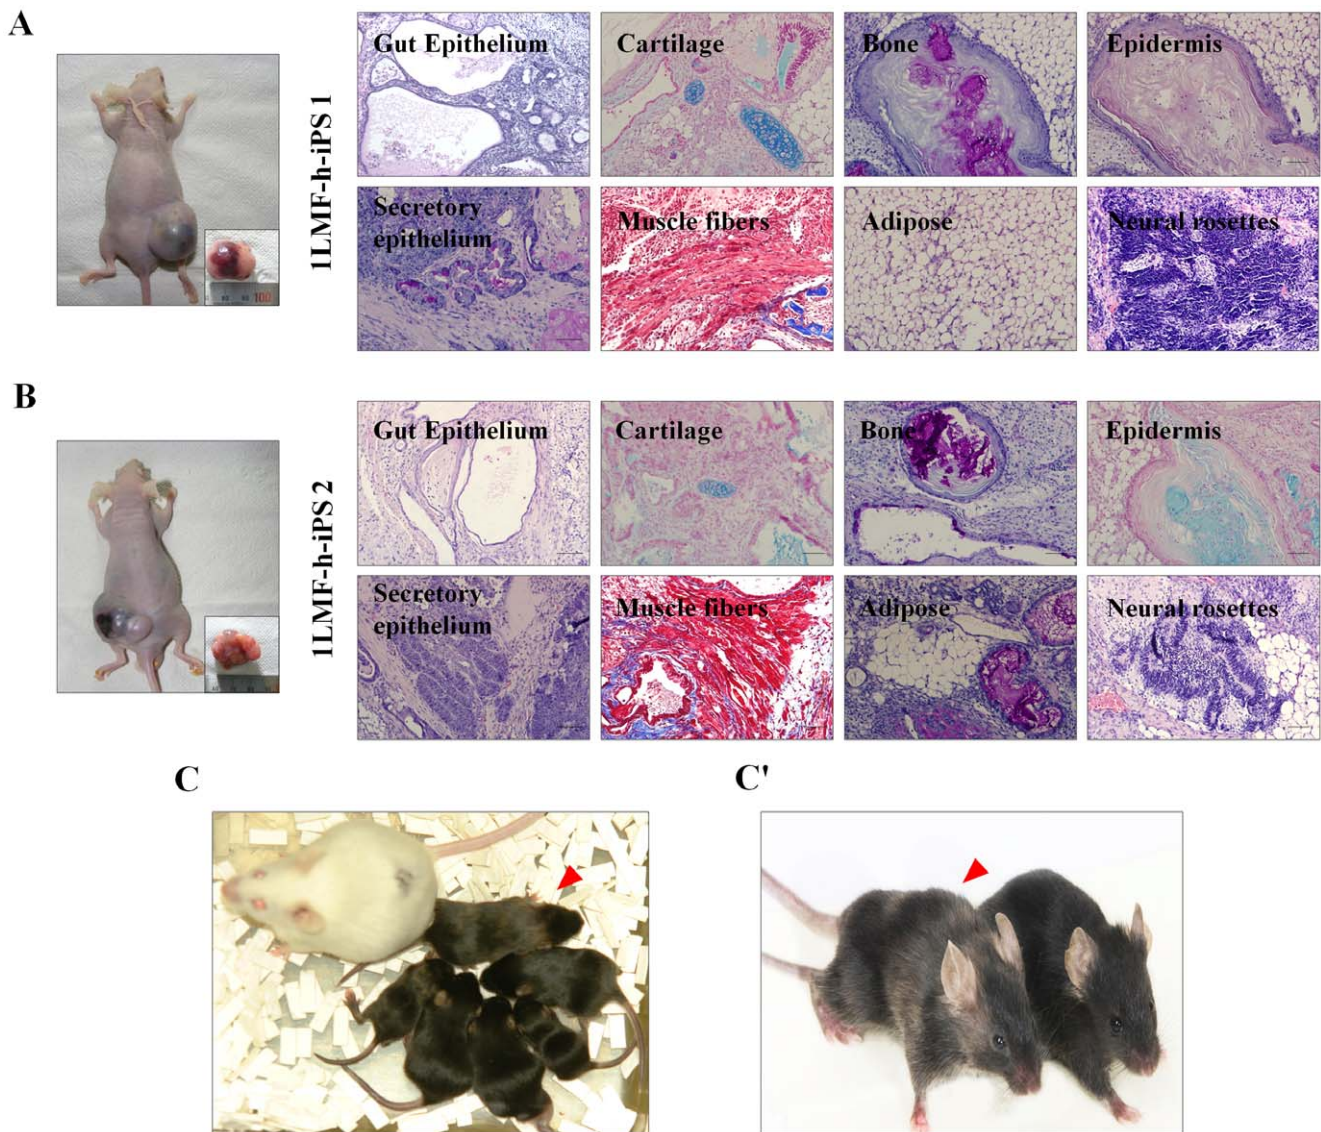 A
1LMF-h-iPS 1
Gut Epithelium
Cartilage
Bone
Epidermis
Secretory
epithelium
Muscle fibers
Adipose
Neural rosettes
100
B
1LMF-h-iPS 2
Gut Epithelium
Cartilage
Bone
Epidermis
Secretory
epithelium
Muscle fibers
Adipose
Neural rosettes
C
C'